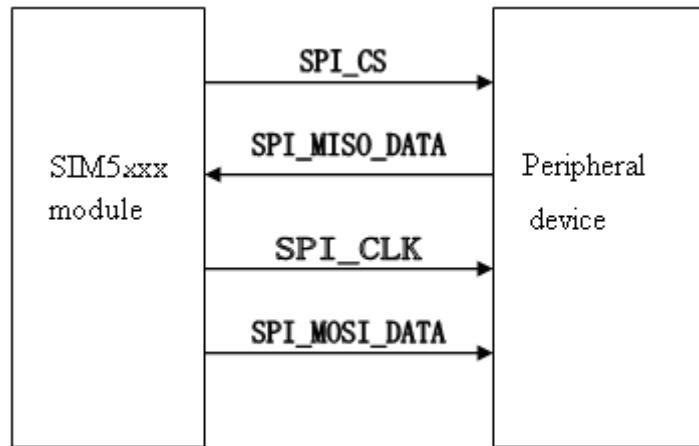 SPI_CS
SPI_MISO_DATA
SIM5xxx
module
Peripheral
device
SPI_CLK
SPI_MOSI_DATA